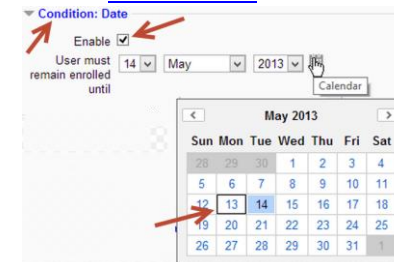 Condition: Date
Enable
User must remain enrolled until
14 May 2013
Calendar
May 2013
Sun Mon Tue Wed Thu Fri Sat
28 29 30 1 2 3 4
5 6 7 8 9 10 11
12 13 14 15 16 17 18
19 20 21 22 23 24 25
26 27 28 29 30 31 1